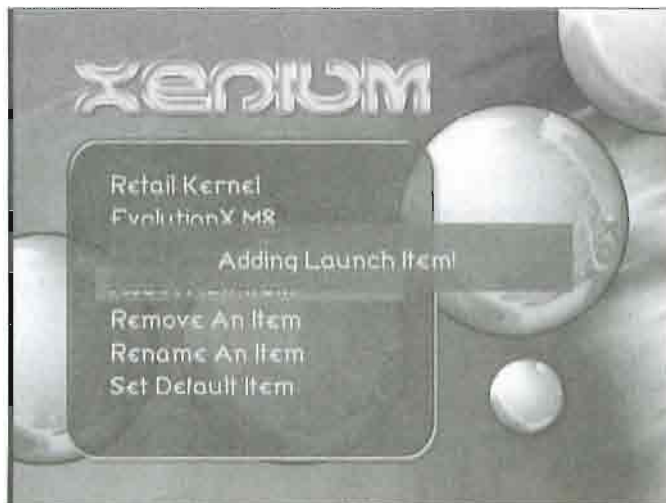 XENIUM
Retail Kernel
EvolutionX M8
Adding Launch Item!
Remove An Item
Rename An Item
Set Default Item